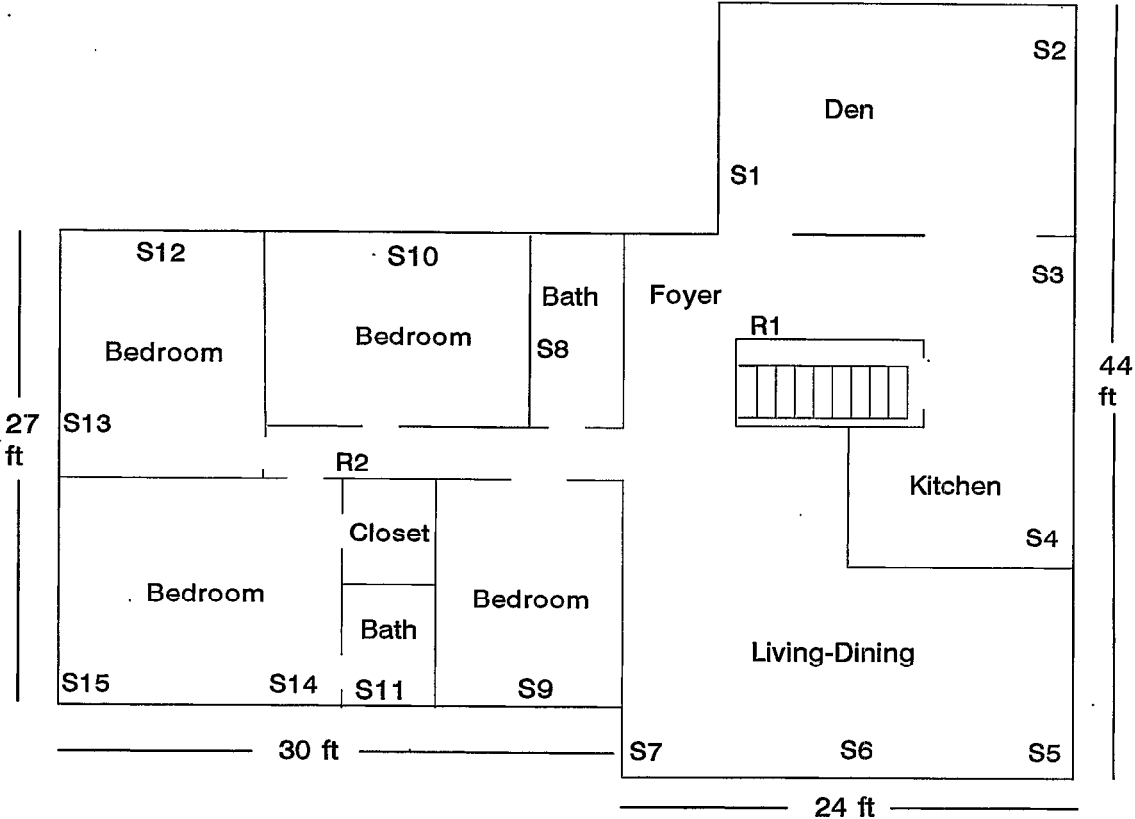 S2
Den
S1
S12
S10
S3
Bath
Foyer
R1
Bedroom
Bedroom
S8
44
ft
27
ft
S13
R2
Kitchen
Closet
S4
Bedroom
Bedroom
Bath
Living-Dining
S15
S14
S11
S9
30 ft
S7
S6
S5
24 ft